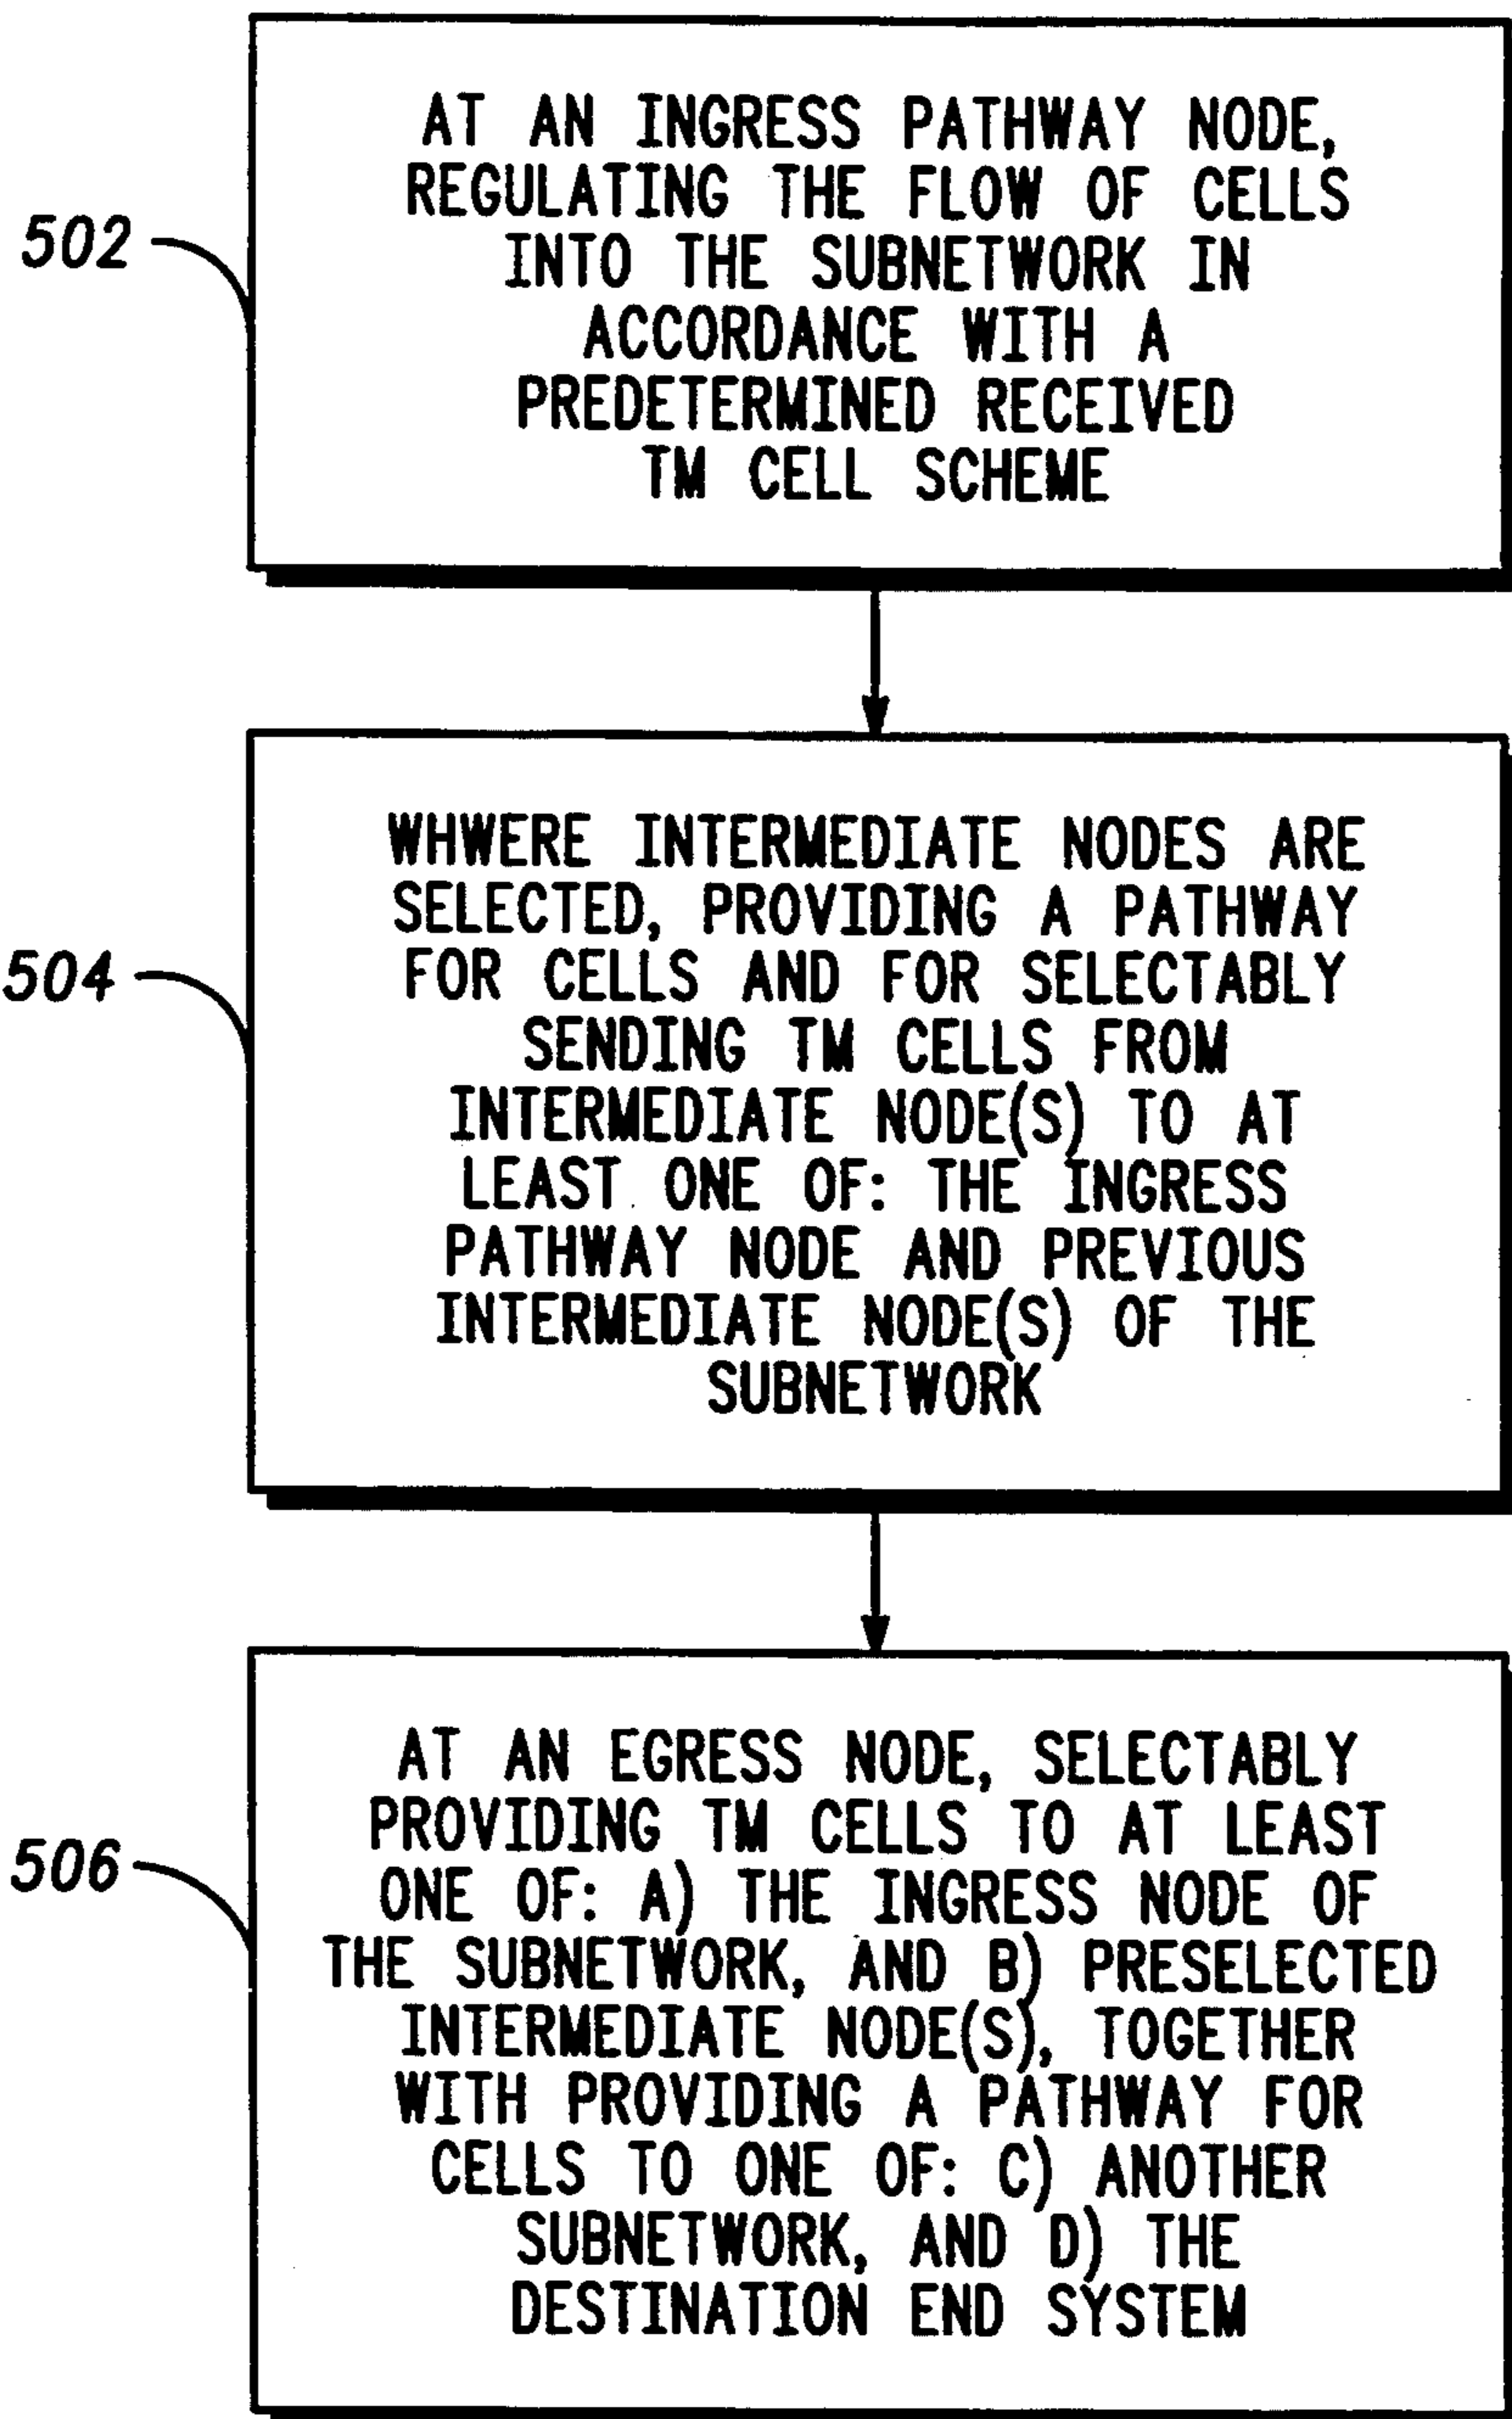 AT AN INGRESS PATHWAY NODE,
REGULATING THE FLOW OF CELLS
INTO THE SUBNETWORK IN
ACCORDANCE WITH A
PREDETERMINED RECEIVED
TM CELL SCHEME
502
WHWERE INTERMEDIATE NODES ARE
SELECTED, PROVIDING A PATHWAY
FOR CELLS AND FOR SELECTABLY
SENDING TM CELLS FROM
INTERMEDIATE NODE(S) TO AT
LEAST ONE OF: THE INGRESS
PATHWAY NODE AND PREVIOUS
INTERMEDIATE NODE(S) OF THE
SUBNETWORK
504
AT AN EGRESS NODE, SELECTABLY
PROVIDING TM CELLS TO AT LEAST
ONE OF: A) THE INGRESS NODE OF
THE SUBNETWORK, AND B) PRESELECTED
INTERMEDIATE NODE(S), TOGETHER
WITH PROVIDING A PATHWAY FOR
CELLS TO ONE OF: C) ANOTHER
SUBNETWORK, AND D) THE
DESTINATION END SYSTEM
506